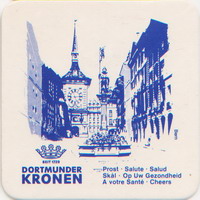 SEIT 1729
DORTMUNDER
KRONEN
Prost · Salute · Salud
Skål · Op Uw Gezondheid
A votre Santé · Cheers